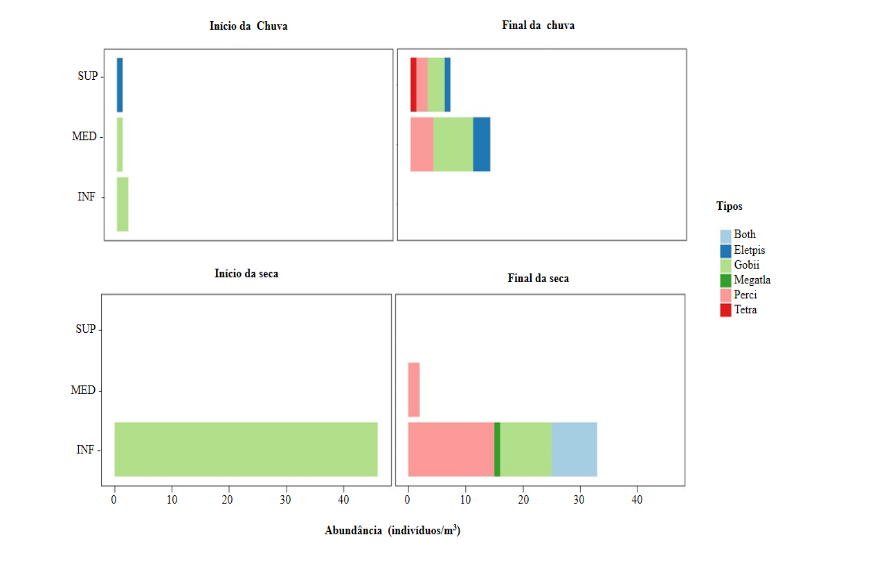 Início da Chuva
Final da chuva
SUP
MED
INF
Início da seca
Final da seca
SUP
MED
INF
0 10 20 30 40
0 10 20 30 40
Abundância (indivíduos/m³)
Tipos
Both
Eletpis
Gobii
Megatla
Perci
Tetra